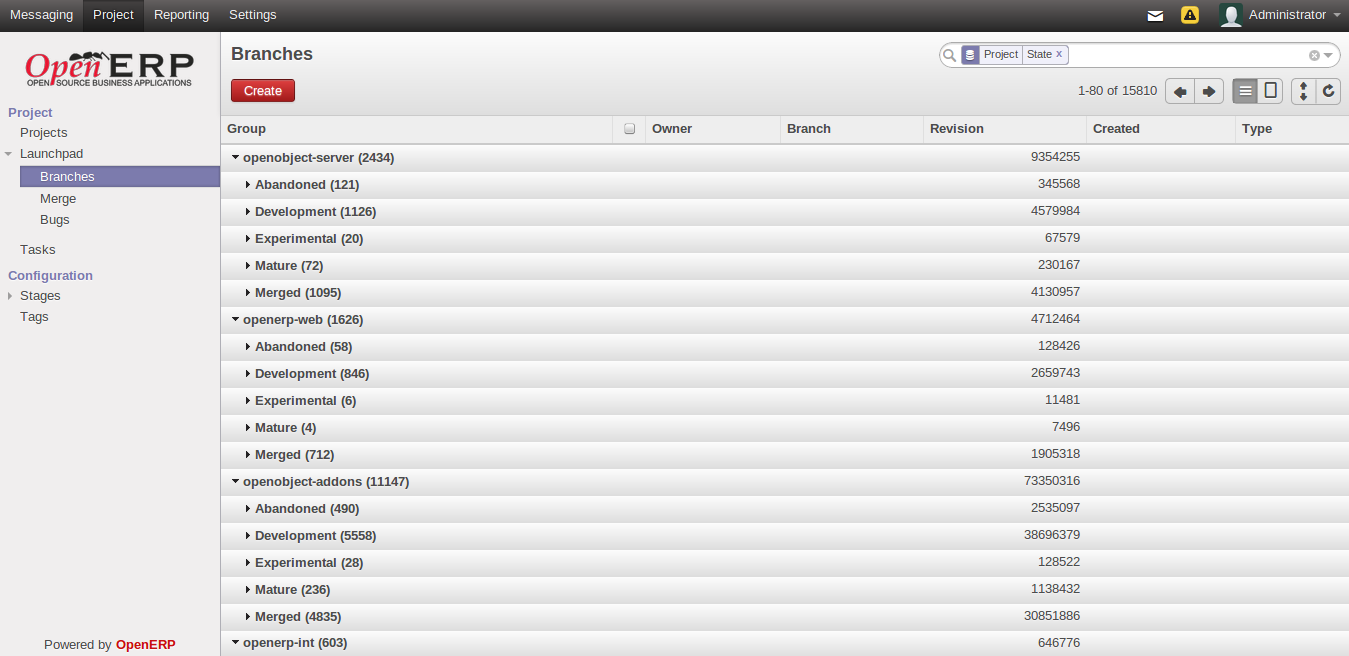 Messaging Project Reporting Settings Administrator
OpenERP
OPEN SOURCE BUSINESS APPLICATIONS
Project
Projects
Launchpad
Branches
Merge
Bugs
Tasks
Configuration
Stages
Tags
Powered by OpenERP
Branches
Project State x
Create
1-80 of 15810
Group Owner Branch Revision Created Type
openobject-server (2434) 9354255
Abandoned (121) 345568
Development (1126) 4579984
Experimental (20) 67579
Mature (72) 230167
Merged (1095) 4130957
openerp-web (1626) 4712464
Abandoned (58) 128426
Development (846) 2659743
Experimental (6) 11481
Mature (4) 7496
Merged (712) 1905318
openobject-addons (11147) 73350316
Abandoned (490) 2535097
Development (5558) 38696379
Experimental (28) 128522
Mature (236) 1138432
Merged (4835) 30851886
openerp-int (603) 646776